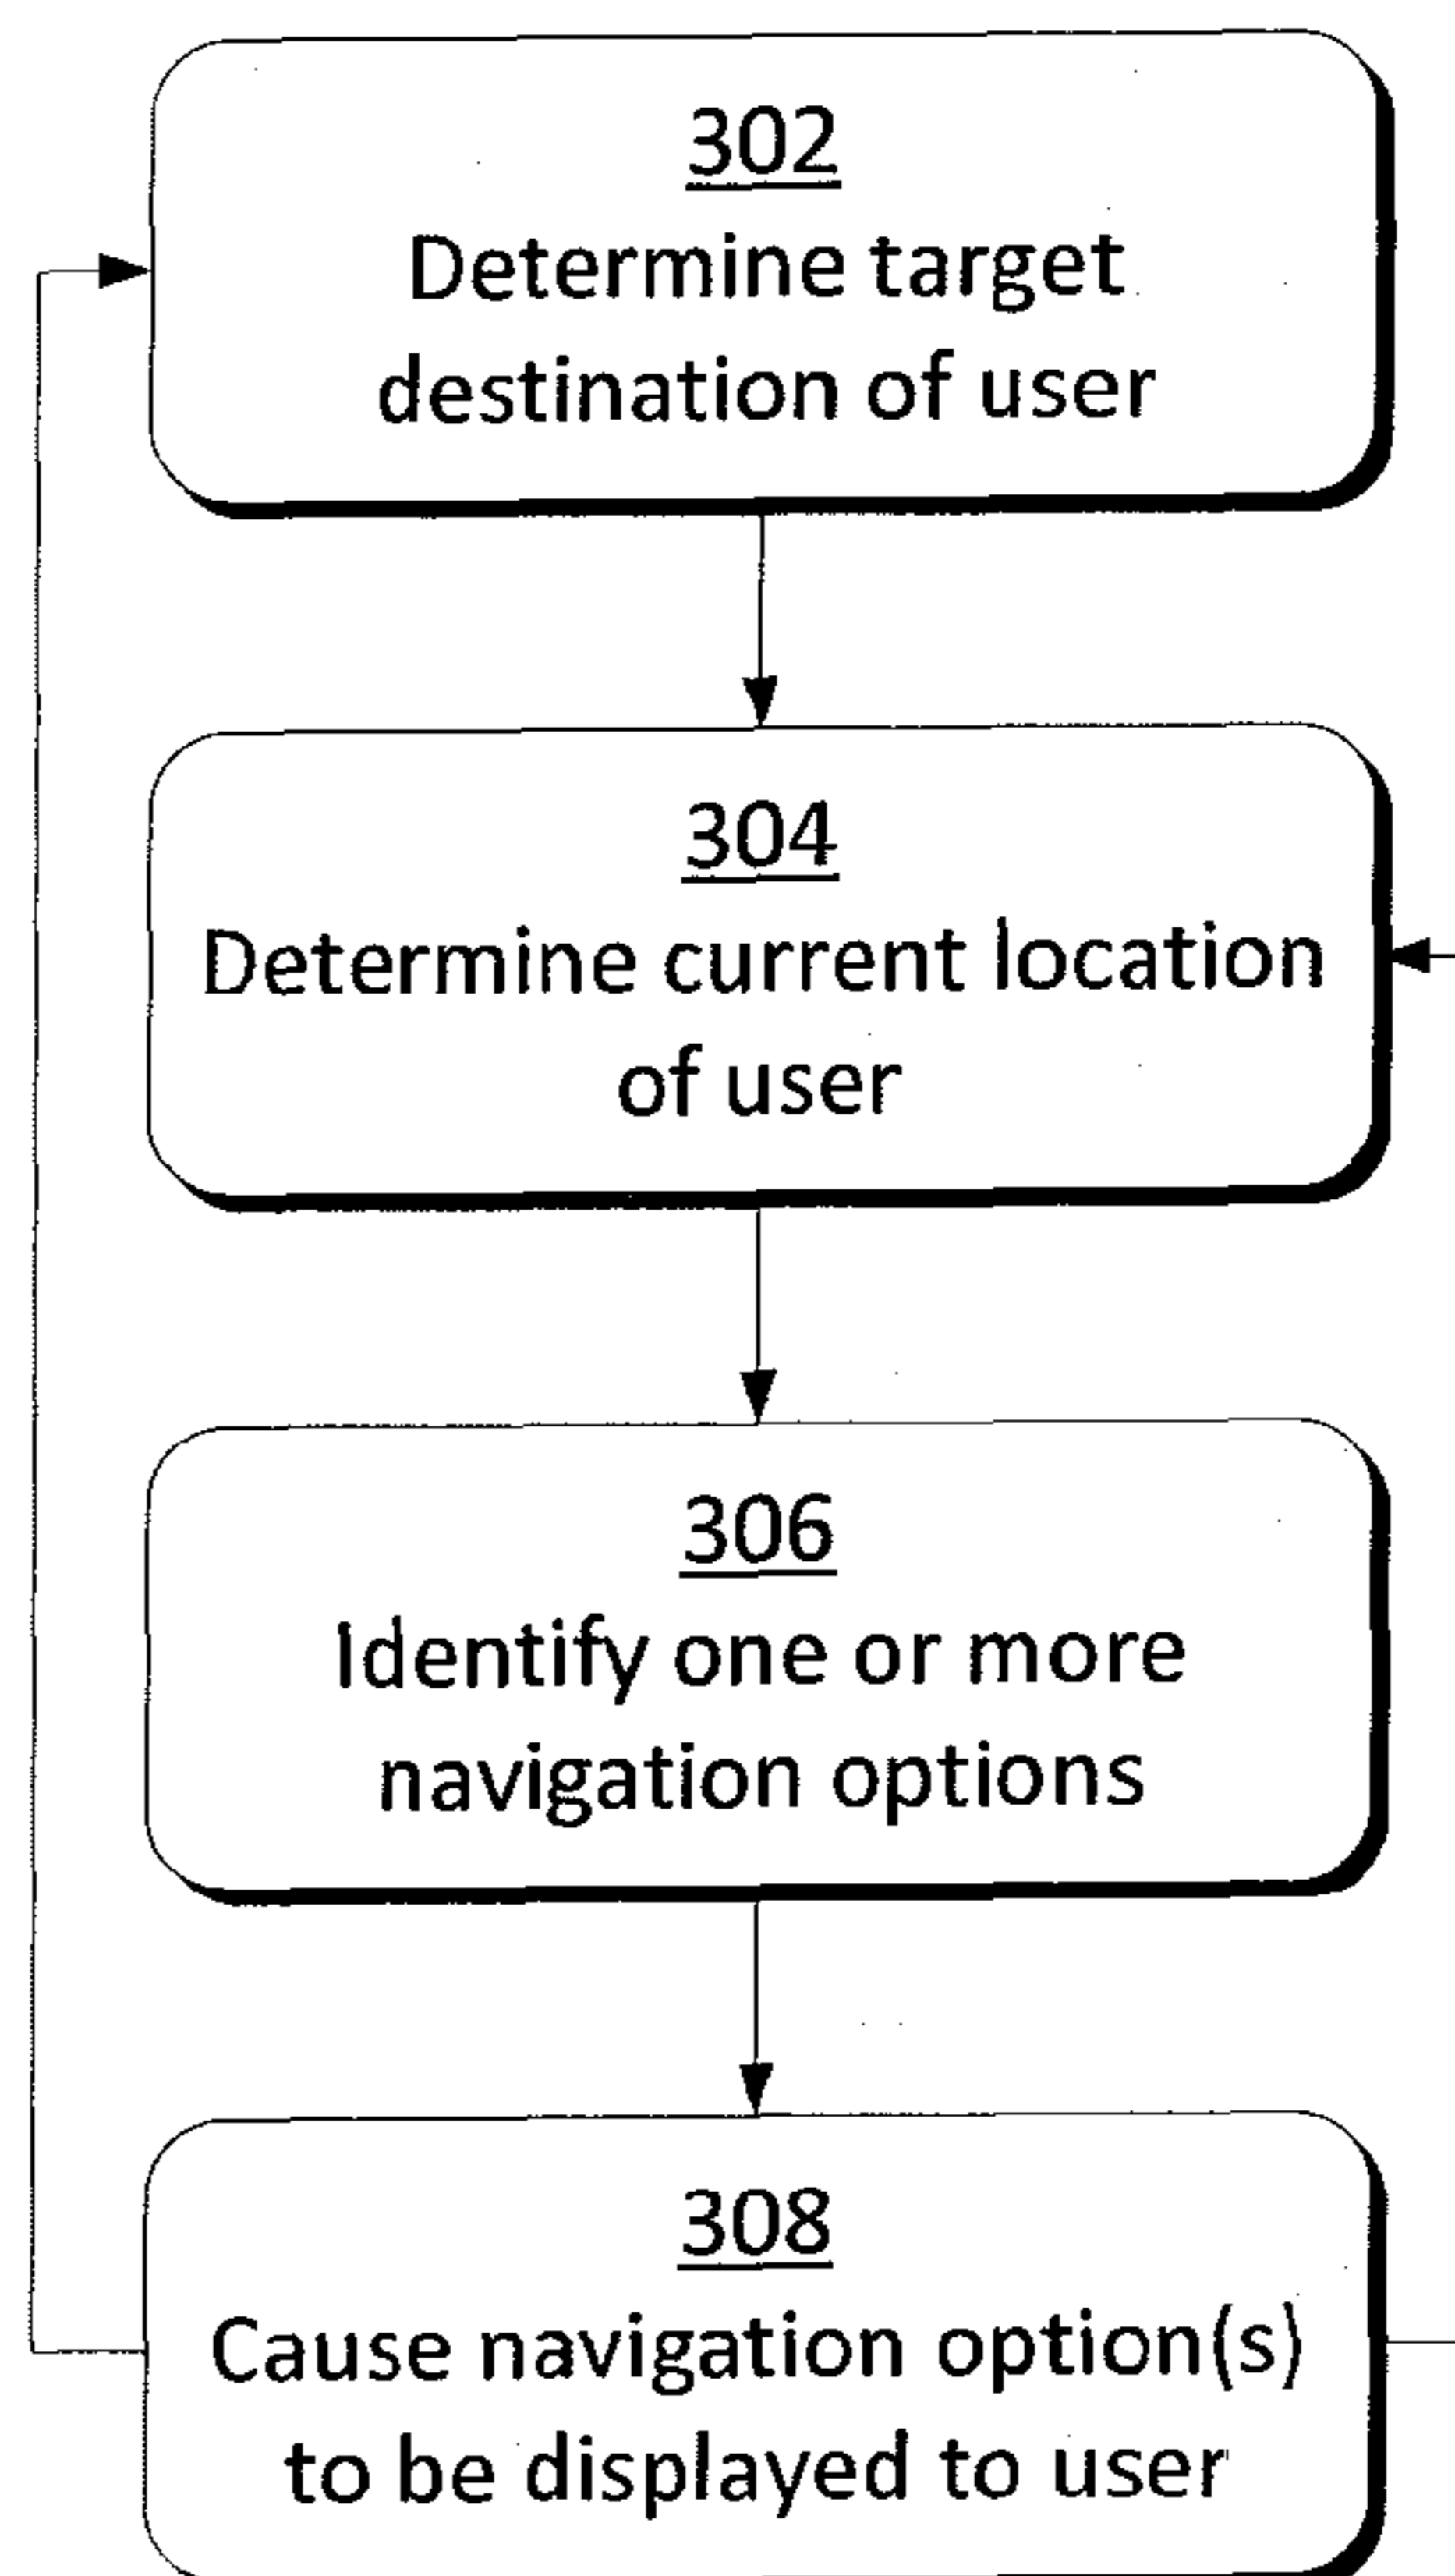 302
Determine target
destination of user
304
Determine current location
of user
306
Identify one or more
navigation options
308
Cause navigation option(s)
to be displayed to user